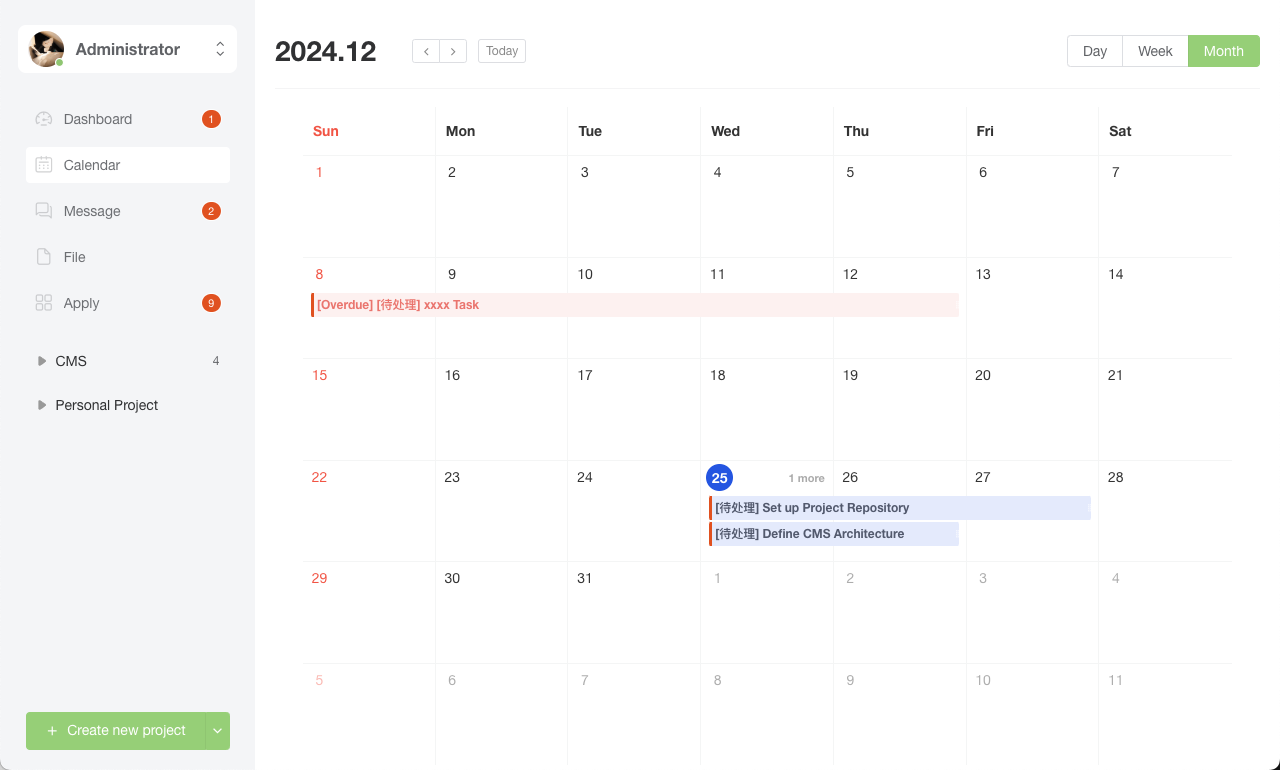 Administrator
Dashboard 1
Calendar
Message 2
File
Apply 9
CMS 4
Personal Project
Create new project
2024.12 Today Day Week Month
Sun Mon Tue Wed Thu Fri Sat
1 2 3 4 5 6 7
8 9 10 11 12 13 14
[Overdue] [待处理] xxxx Task
15 16 17 18 19 20 21
22 23 24 25 1 more 26 27 28
[待处理] Set up Project Repository
[待处理] Define CMS Architecture
29 30 31 1 2 3 4
5 6 7 8 9 10 11